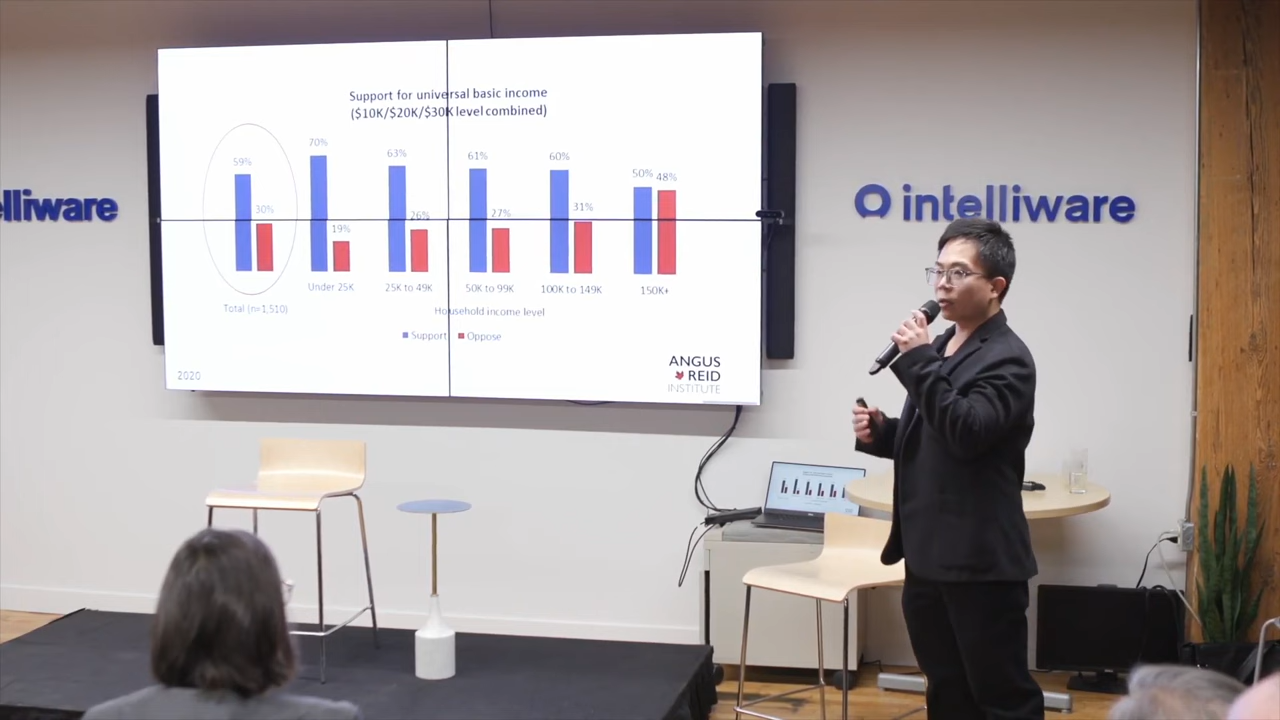 Support for universal basic income
($10K/$20K/$30K level combined)
59%
30%
70%
19%
63%
26%
61%
27%
60%
31%
50%
48%
Total (n=1,510)
Under 25K
25K to 49K
50K to 99K
100K to 149K
150K+
Household income level
Support
Oppose
2020
ANGUS
REID
INSTITUTE
elliware
intelliware